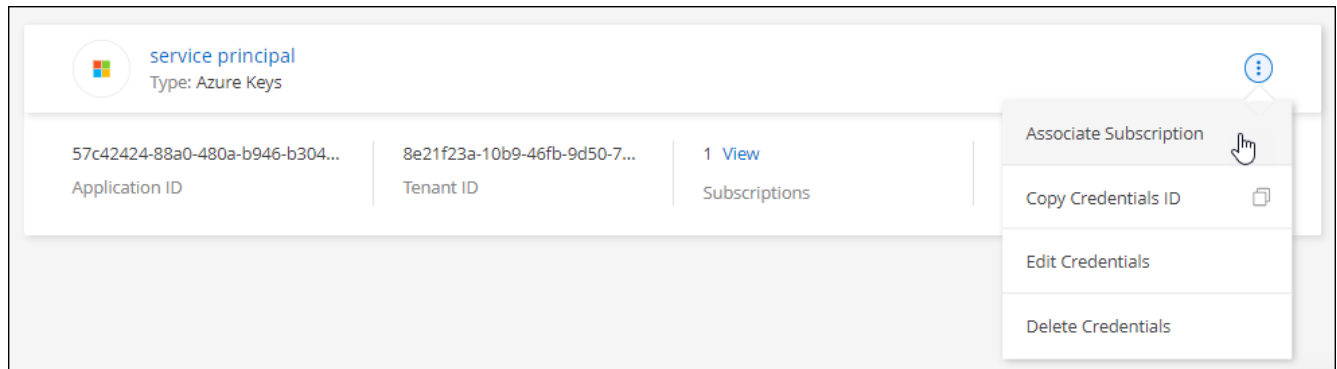 service principal
Type: Azure Keys
57c42424-88a0-480a-b946-b304...
Application ID
8e21f23a-10b9-46fb-9d50-7...
Tenant ID
1 View
Subscriptions
Associate Subscription
Copy Credentials ID
Edit Credentials
Delete Credentials